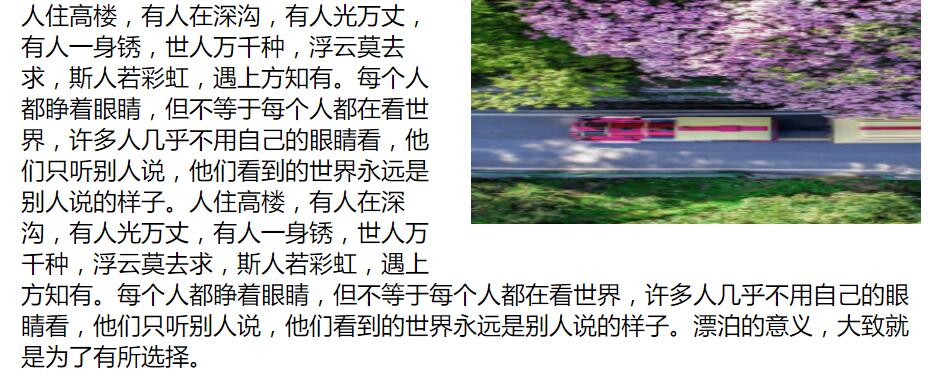 人住高楼，有人在深沟，有人光万丈，
有人一身锈，世人万千种，浮云莫去
求，斯人若彩虹，遇上方知有。每个人
都睁着眼睛，但不等于每个人都在看世
界，许多人几乎不用自己的眼睛看，他
们只听别人说，他们看到的世界永远是
别人说的样子。人住高楼，有人在深
沟，有人光万丈，有人一身锈，世人万
千种，浮云莫去求，斯人若彩虹，遇上
方知有。每个人都睁着眼睛，但不等于每个人都在看世界，许多人几乎不用自己的眼
睛看，他们只听别人说，他们看到的世界永远是别人说的样子。漂泊的意义，大致就
是为了有所选择。